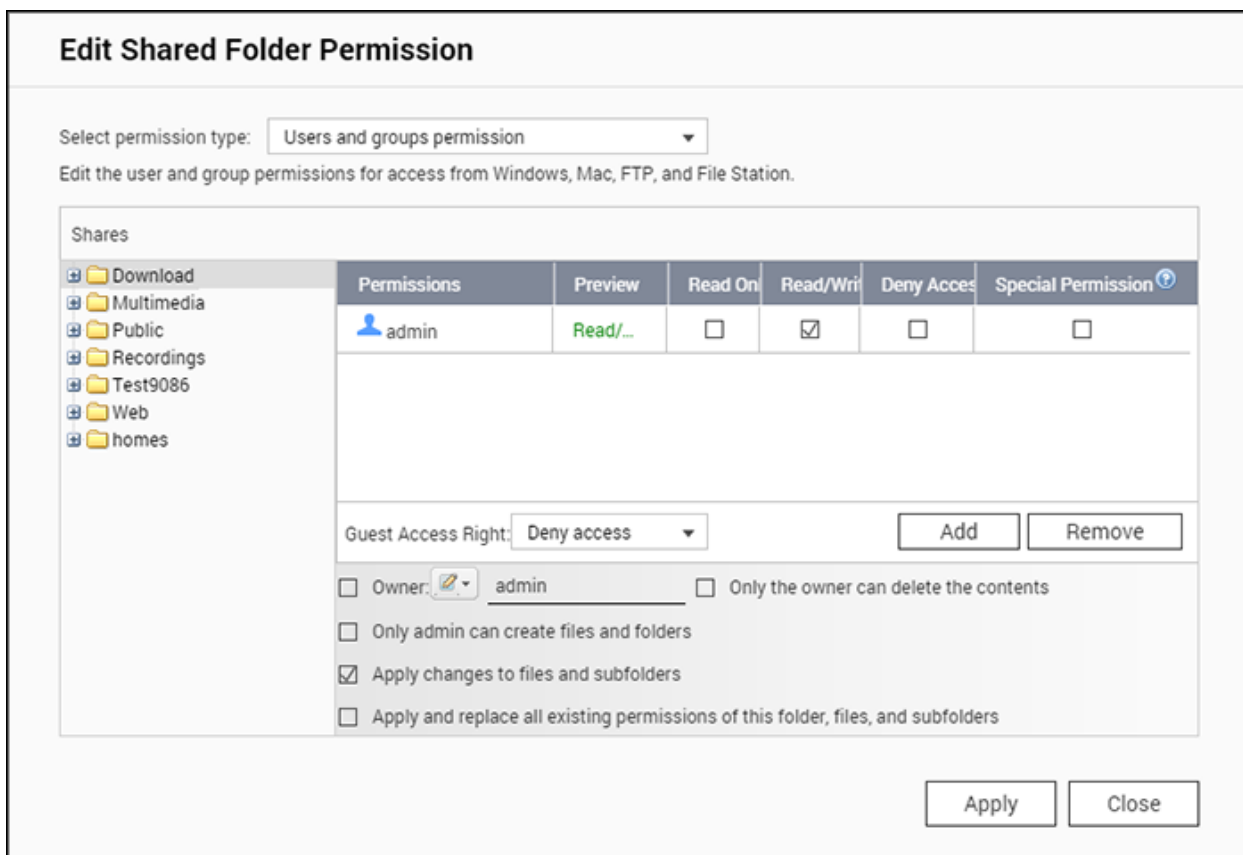 Edit Shared Folder Permission
Select permission type: Users and groups permission
Edit the user and group permissions for access from Windows, Mac, FTP, and File Station.
Shares
Download
Multimedia
Public
Recordings
Test9086
Web
homes
Permissions Preview Read Onl Read/Writ Deny Acces Special Permission ?
admin Read/...
Guest Access Right: Deny access Add Remove
Owner: admin Only the owner can delete the contents
Only admin can create files and folders
Apply changes to files and subfolders
Apply and replace all existing permissions of this folder, files, and subfolders
Apply Close